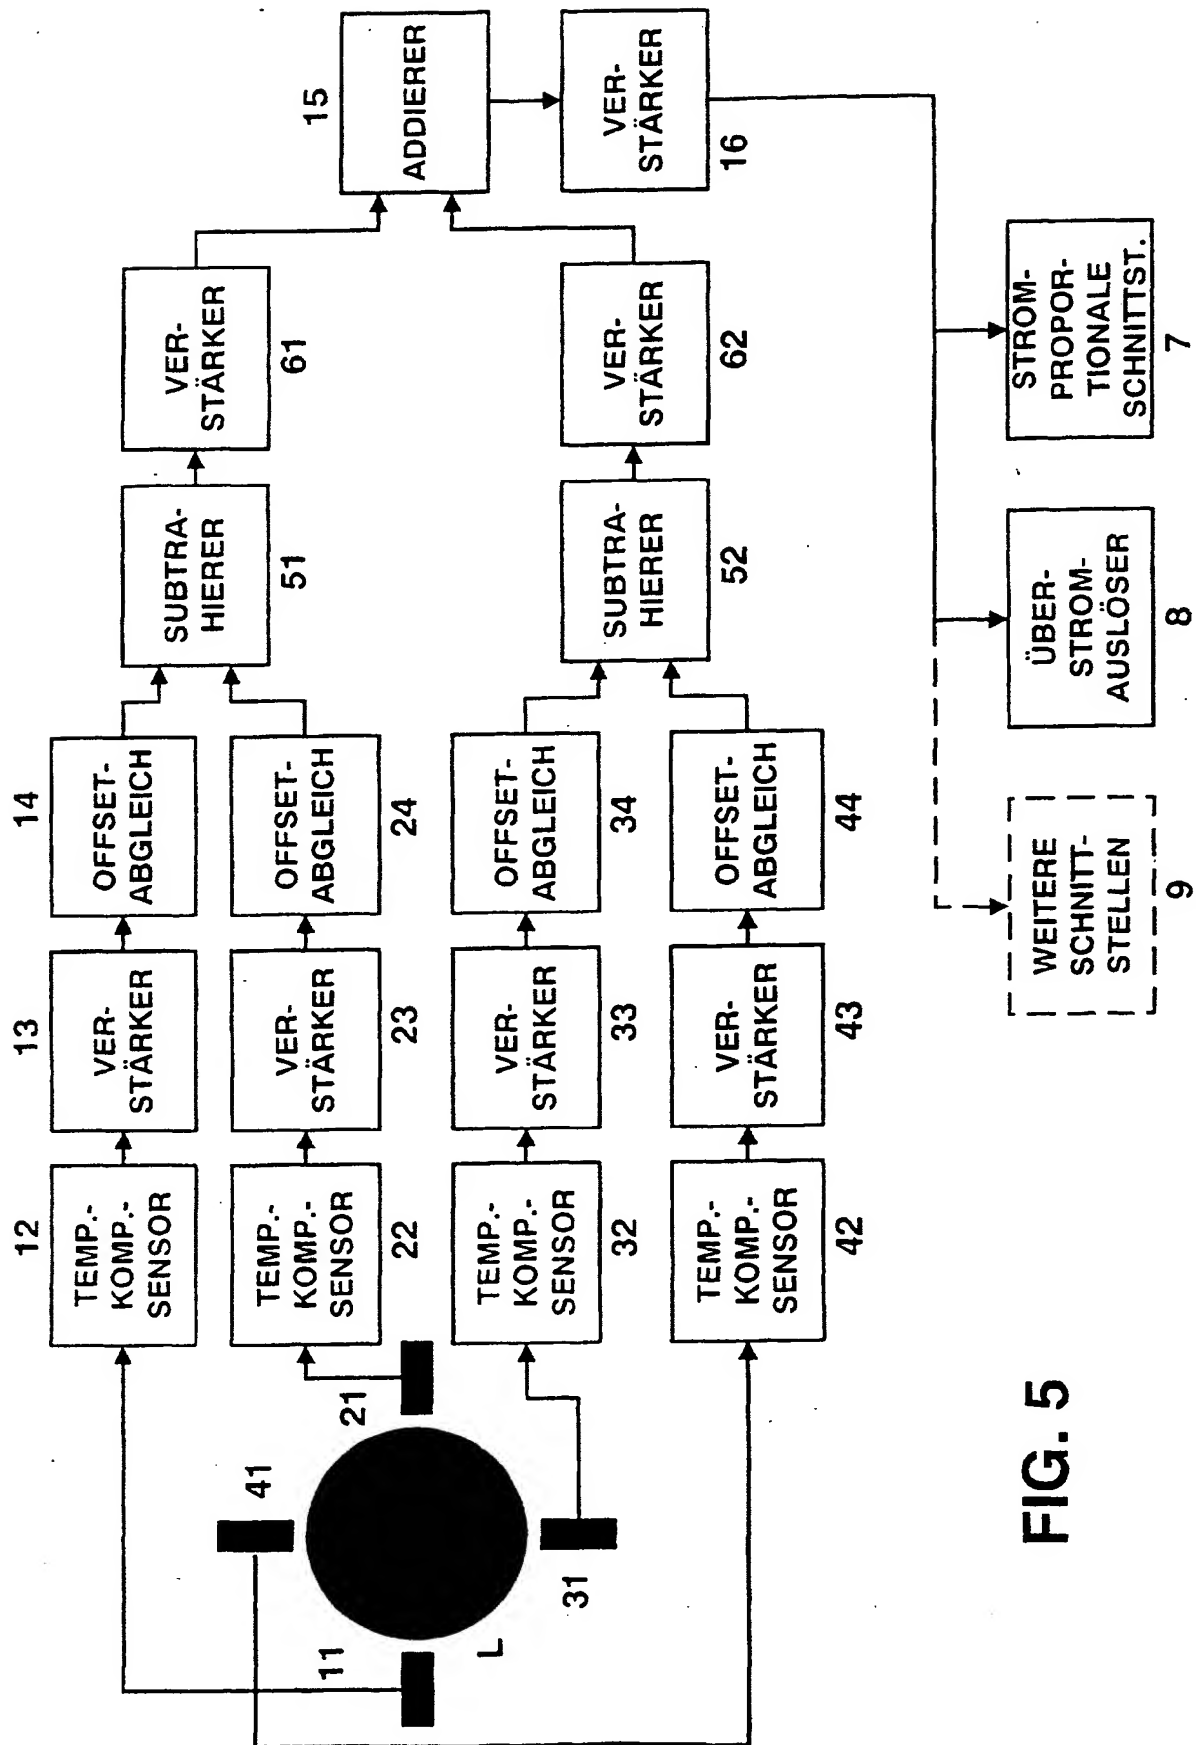 12
TEMP.-
KOMP.-
SENSOR
13
VER-
STÄRKER
14
OFFSET-
ABGLEICH
22
TEMP.-
KOMP.-
SENSOR
23
VER-
STÄRKER
24
OFFSET-
ABGLEICH
SUBTRA-
HIERER
51
VER-
STÄRKER
61
32
TEMP.-
KOMP.-
SENSOR
33
VER-
STÄRKER
34
OFFSET-
ABGLEICH
42
TEMP.-
KOMP.-
SENSOR
43
VER-
STÄRKER
44
OFFSET-
ABGLEICH
SUBTRA-
HIERER
52
VER-
STÄRKER
62
15
ADDIERER
VER-
STÄRKER
16
11
41
21
31
L
WEITERE
SCHNITT-
STELLEN
9
ÜBER-
STROM-
AUSLÖSER
8
STROM-
PROPOR-
TIONALE
SCHNITTST.
7
FIG. 5